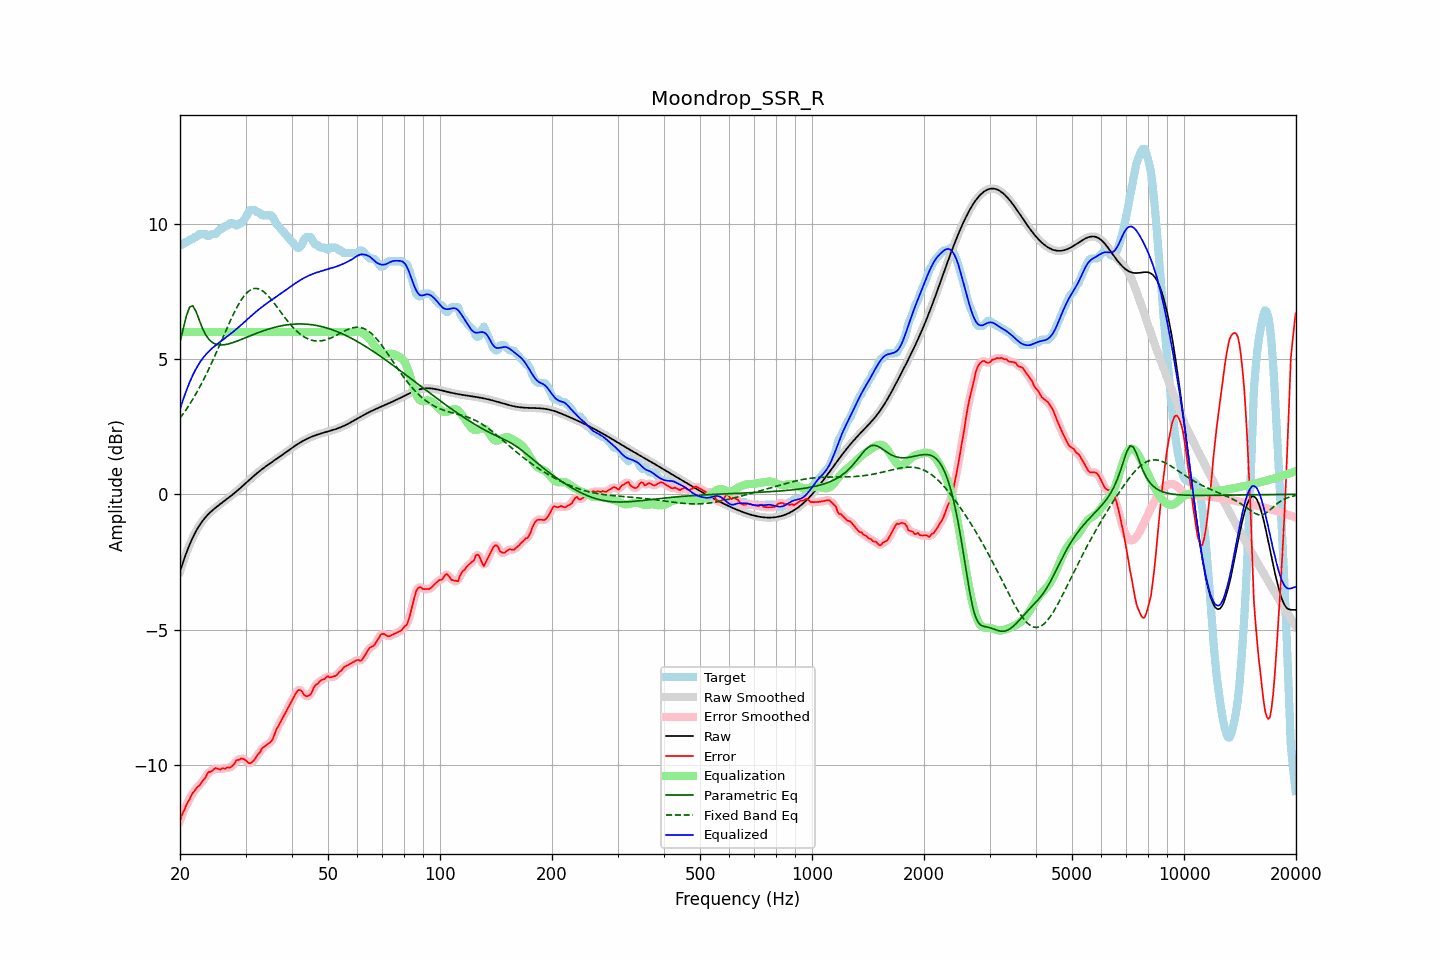 Moondrop_SSR_R
Amplitude (dBr)
10
5
0
−5
−10
Target
Raw Smoothed
Error Smoothed
Raw
Error
Equalization
Parametric Eq
Fixed Band Eq
Equalized
20 50 100 200 500 1000 2000 5000 10000 20000
Frequency (Hz)